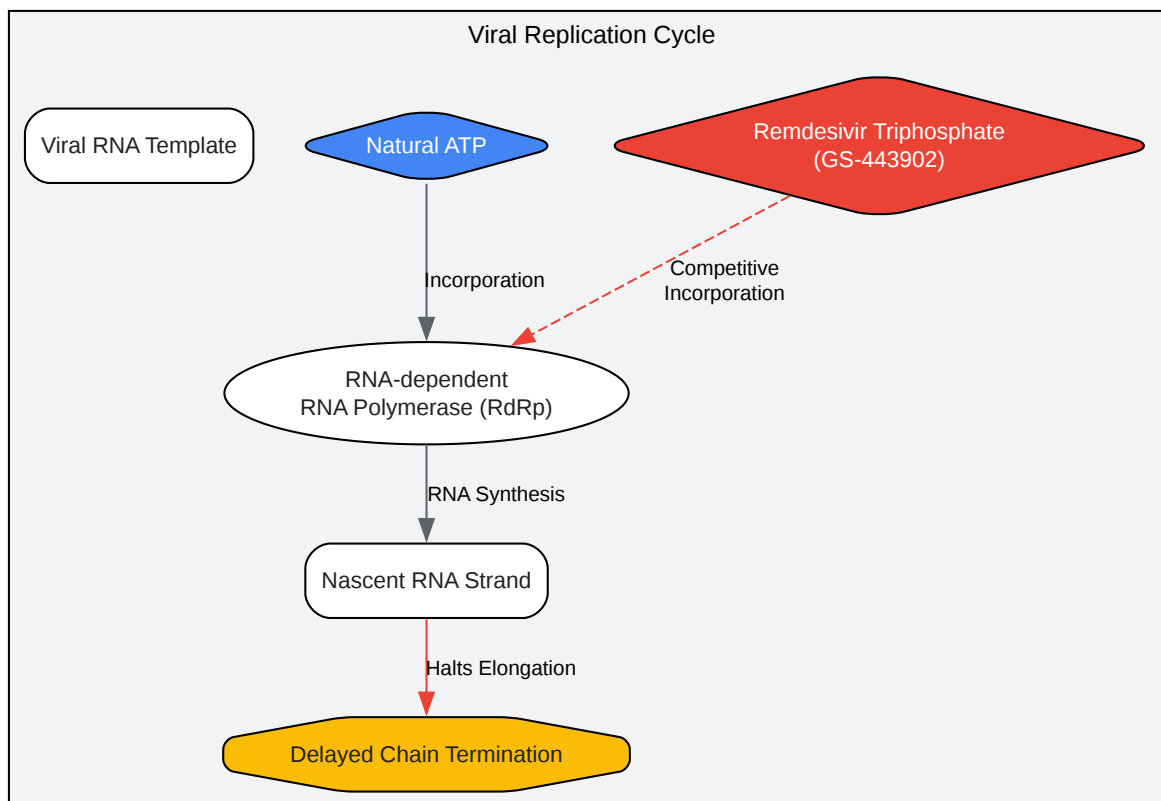 Viral Replication Cycle
Viral RNA Template
Natural ATP
Remdesivir Triphosphate
(GS-443902)
Incorporation
Competitive
Incorporation
RNA-dependent
RNA Polymerase (RdRp)
RNA Synthesis
Nascent RNA Strand
Halts Elongation
Delayed Chain Termination